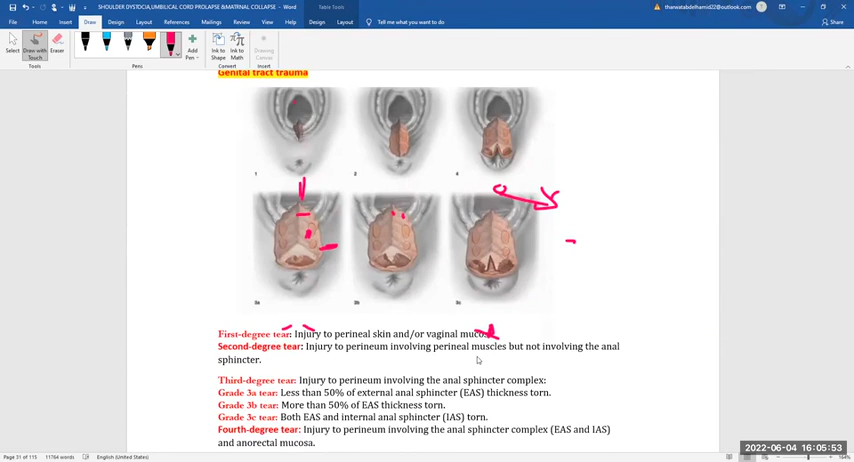 SHOULDER DYSTOCIA,UMBILICAL CORD PROLAPSE &MATRNAL COLLAPSE - Word
Table Tools
tharwatabdelhamid22@outlook.com
File Home Insert Draw Design Layout References Mailings Review View Help Design Layout Tell me what you want to do Share
Select Draw with Touch Eraser Add Pen Ink to Shape Ink to Math Drawing Canvas
Tools Pens Convert Insert
Genital tract trauma
1 2 4
3a 3b 3c
First-degree tear: Injury to perineal skin and/or vaginal
Second-degree tear: Injury to perineum involving perineal muscles but not involving the anal
sphincter.
Third-degree tear: Injury to perineum involving the anal sphincter complex:
Grade 3a tear: Less than 50% of external anal sphincter (EAS) thickness torn.
Grade 3b tear: More than 50% of EAS thickness torn.
Grade 3c tear: Both EAS and internal anal sphincter (IAS) torn.
Fourth-degree tear: Injury to perineum involving the anal sphincter complex (EAS and IAS)
and anorectal mucosa.
2022-06-04 16:05:53
Page 31 of 115 11764 words English (United States) 164%